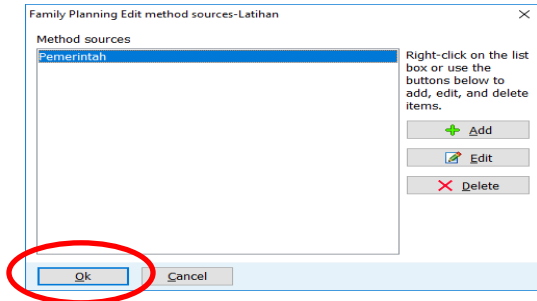 Family Planning Edit method sources-Latihan
Method sources
Pemerintah
Right-click on the list
box or use the
buttons below to
add, edit, and delete
items.
Add
Edit
Delete
Ok
Cancel